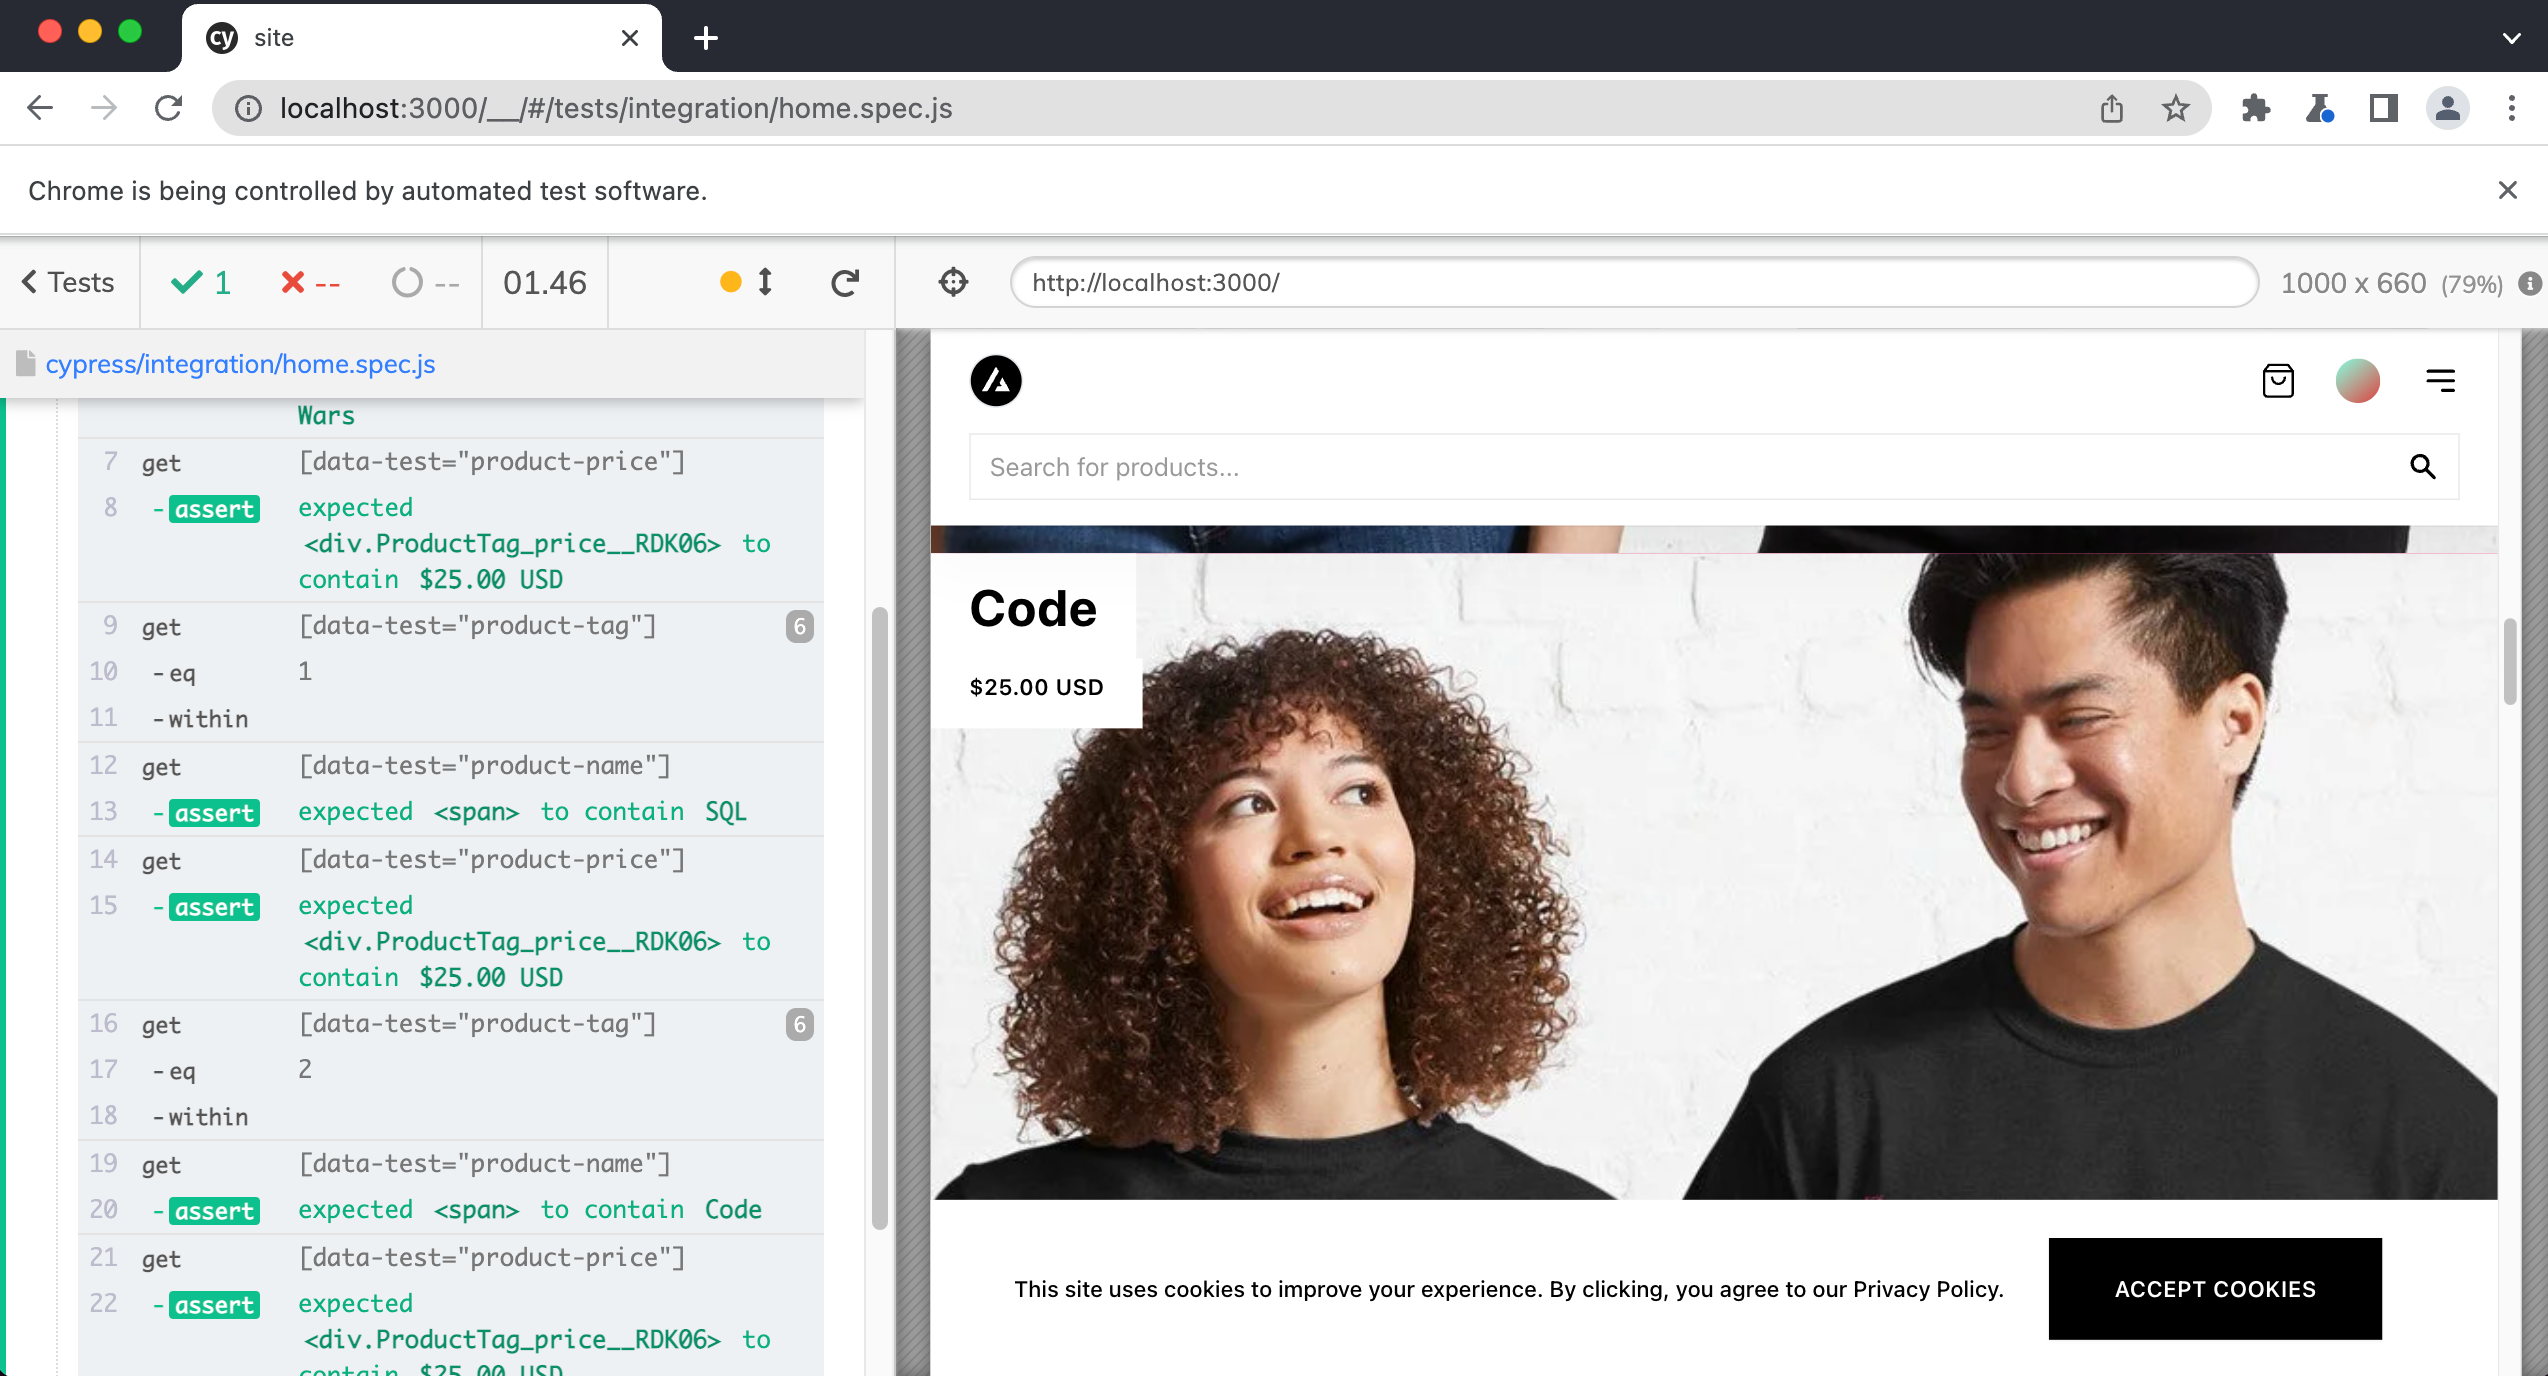 cy site
localhost:3000/__/#/tests/integration/home.spec.js
Chrome is being controlled by automated test software.
Tests 1 -- -- 01.46
http://localhost:3000/ 1000 x 660 (79%)
cypress/integration/home.spec.js
Wars
7 get [data-test="product-price"]
8 -assert expected
<div.ProductTag_price__RDK06> to
contain $25.00 USD
9 get [data-test="product-tag"] 6
10 -eq 1
11 -within
12 get [data-test="product-name"]
13 -assert expected <span> to contain SQL
14 get [data-test="product-price"]
15 -assert expected
<div.ProductTag_price__RDK06> to
contain $25.00 USD
16 get [data-test="product-tag"] 6
17 -eq 2
18 -within
19 get [data-test="product-name"]
20 -assert expected <span> to contain Code
21 get [data-test="product-price"]
22 -assert expected
<div.ProductTag_price__RDK06> to
contain $25.00 USD
Search for products...
Code
$25.00 USD
This site uses cookies to improve your experience. By clicking, you agree to our Privacy Policy.
ACCEPT COOKIES